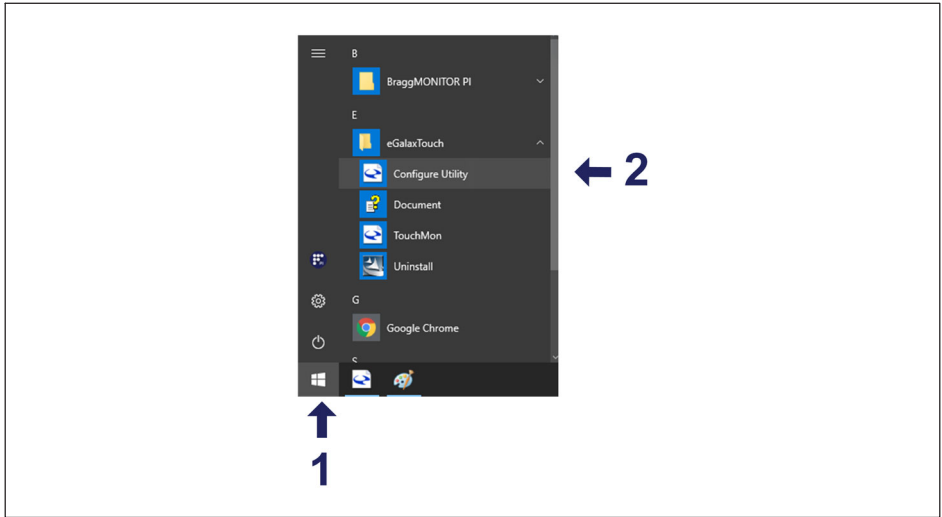 B
BraggMONITOR PI
E
eGalaxTouch
Configure Utility
2
Document
TouchMon
Uninstall
G
Google Chrome
S
1